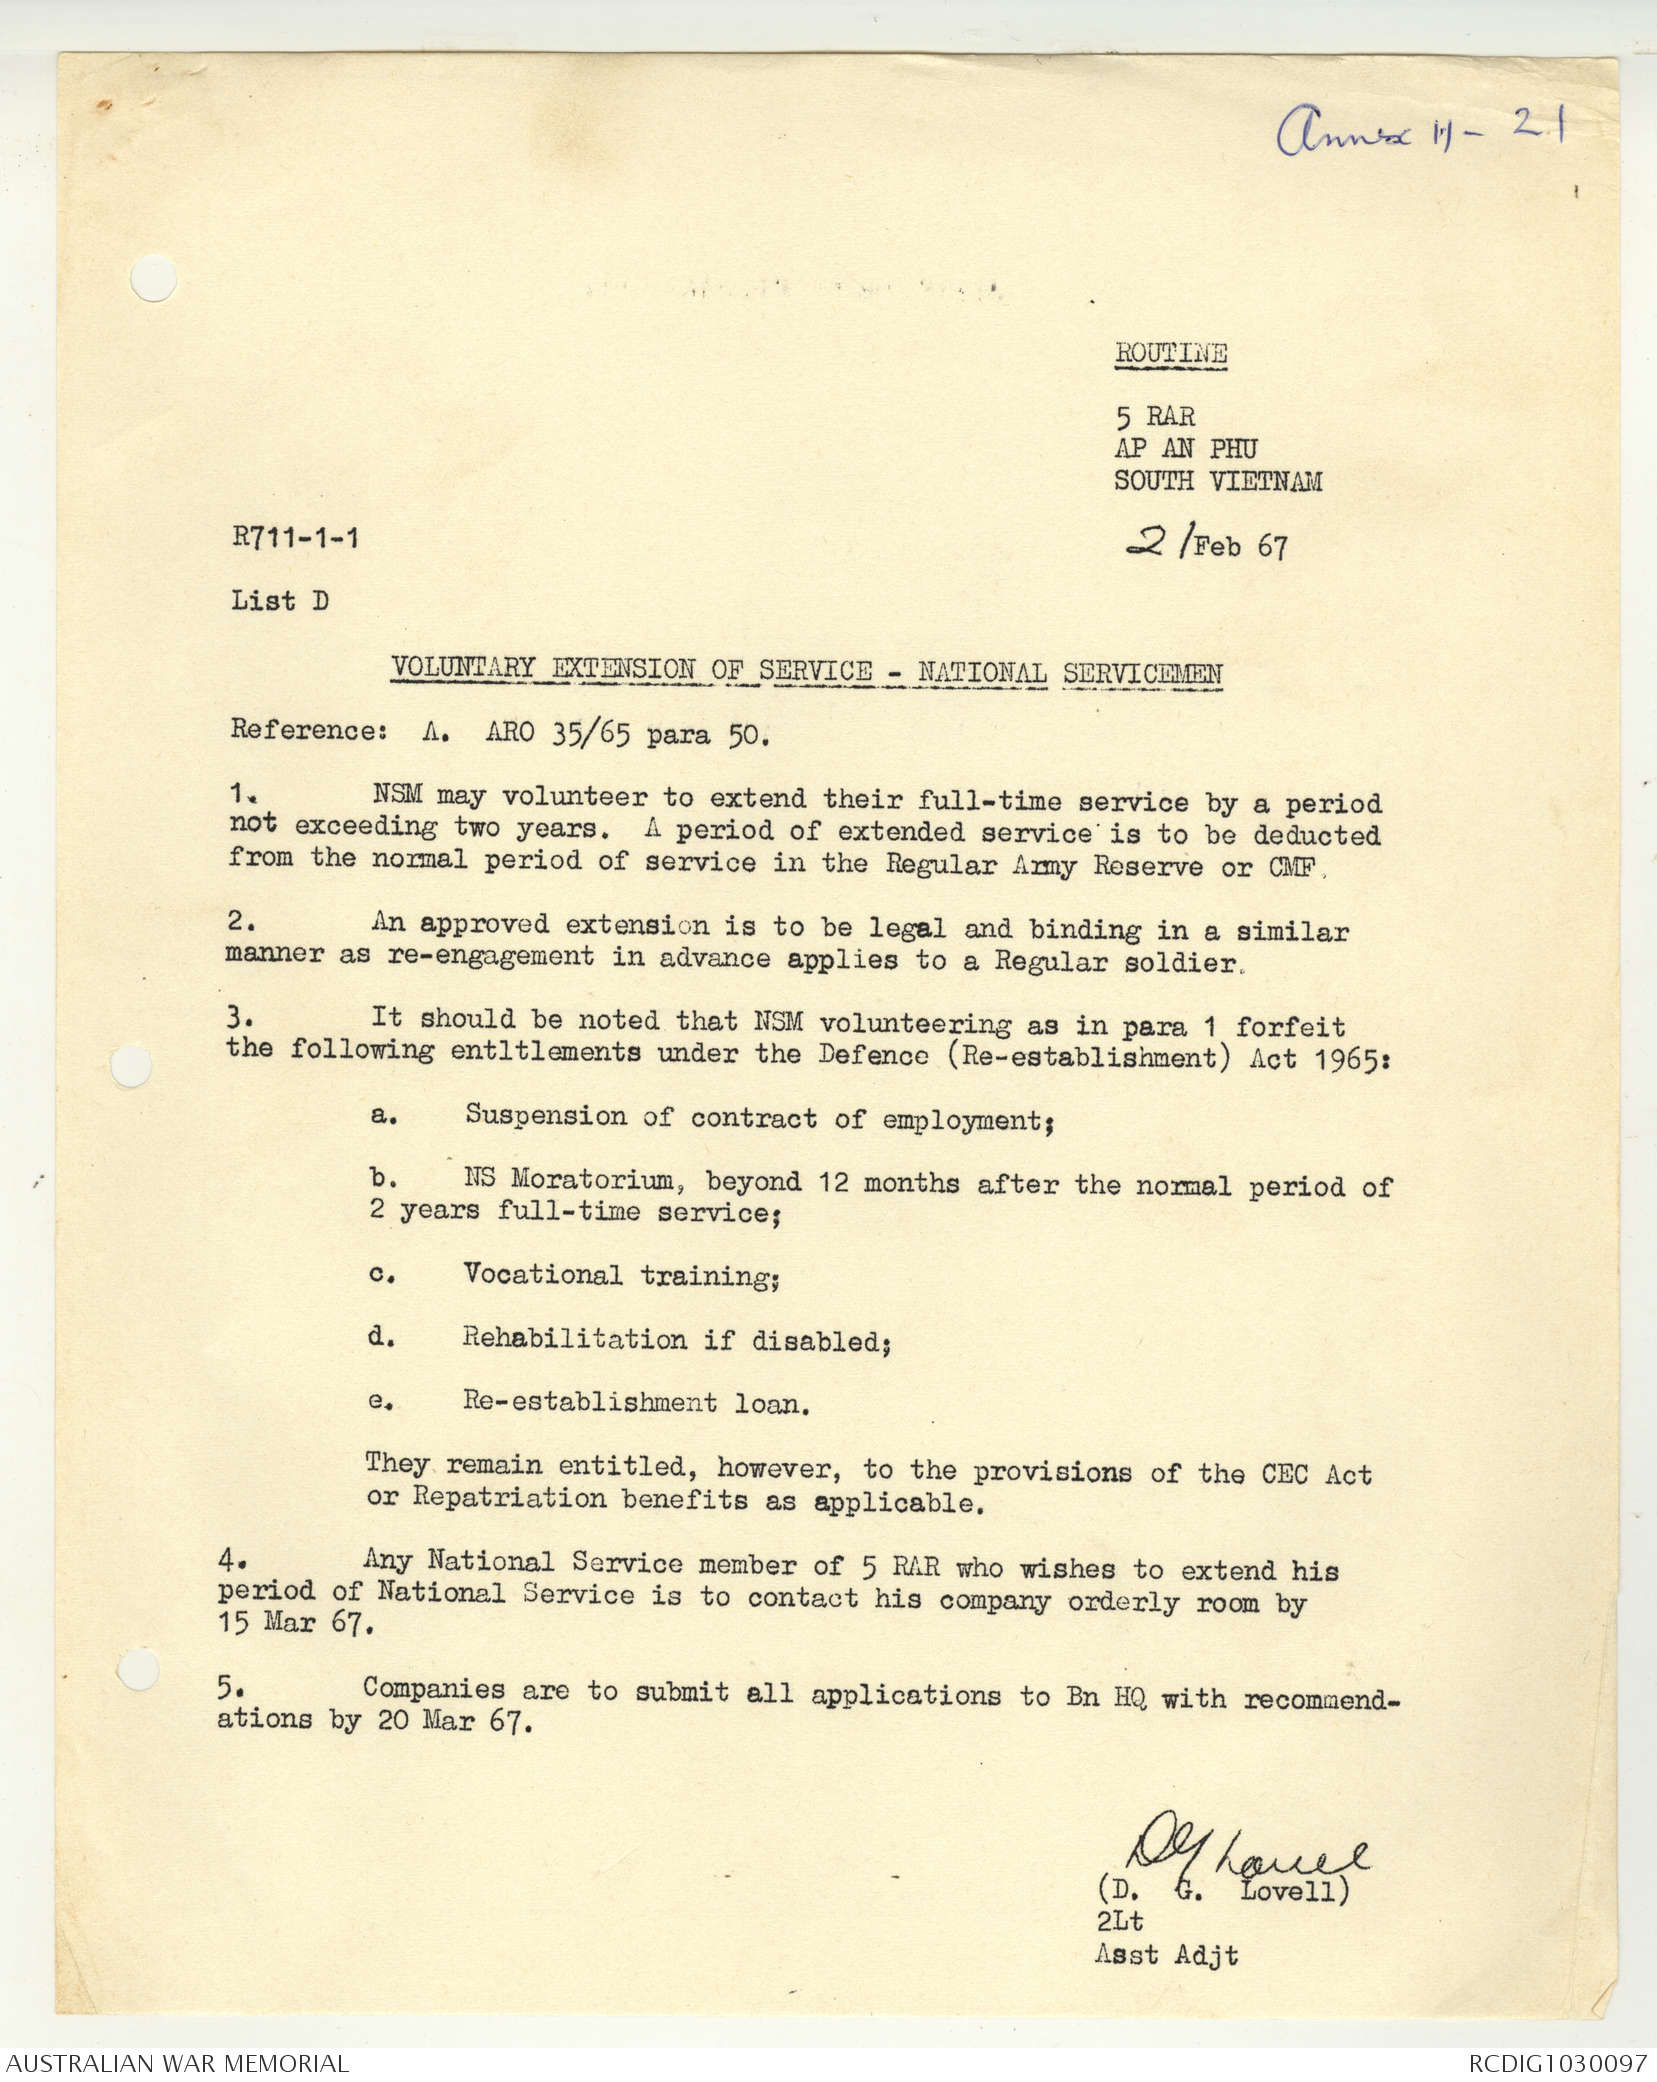 Annex H - 21
ROUTINE
5 RAR
AP AN PHU
SOUTH VIETNAM
R711-1-1
21 Feb 67
List D
VOLUNTARY EXTENSION OF SERVICE - NATIONAL SERVICEMEN
Reference: A. ARO 35/65 para 50.
1. NSM may volunteer to extend their full-time service by a period
not exceeding two years. A period of extended service is to be deducted
from the normal period of service in the Regular Army Reserve or CMF.
2. An approved extension is to be legal and binding in a similar
manner as re-engagement in advance applies to a Regular soldier.
3. It should be noted that NSM volunteering as in para 1 forfeit
the following entltlements under the Defence (Re-establishment) Act 1965:
a. Suspension of contract of employment;
b. NS Moratorium, beyond 12 months after the normal period of
2 years full-time service;
c. Vocational training;
d. Rehabilitation if disabled;
e. Re-establishment loan.
They remain entitled, however, to the provisions of the CEC Act
or Repatriation benefits as applicable.
4. Any National Service member of 5 RAR who wishes to extend his
period of National Service is to contact his company orderly room by
15 Mar 67.
5. Companies are to submit all applications to Bn HQ with recommend-
ations by 20 Mar 67.
DG Lovell
(D. G. Lovell)
2Lt
Asst Adjt
AUSTRALIAN WAR MEMORIAL
RCDIG1030097